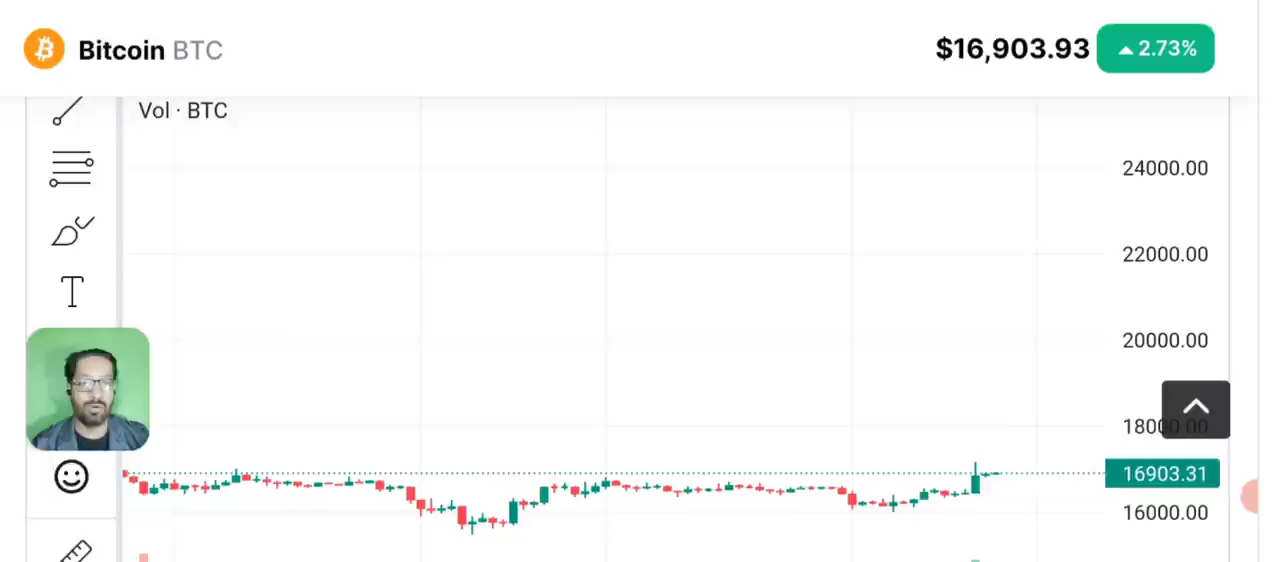 Bitcoin BTC
$16,903.93 ▲ 2.73%
Vol · BTC
24000.00
22000.00
T
20000.00
18000.00
16903.31
16000.00